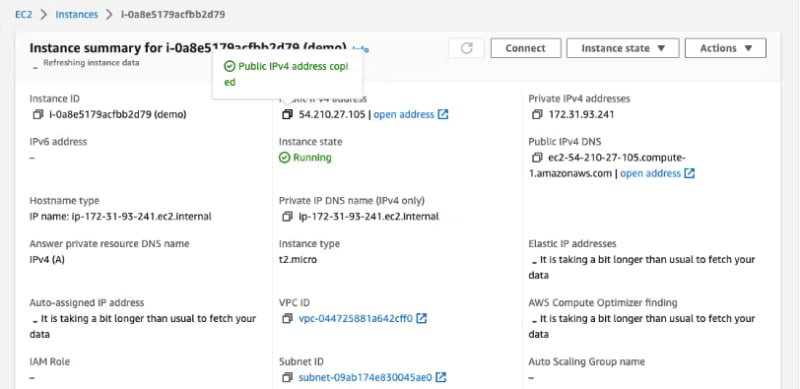 EC2 > Instances > i-0a8e5179acfbb2d79
Instance summary for i-0a8e5179acfbb2d79 (demo) Info
Refreshing instance data
Connect
Instance state
Actions
Public IPv4 address copi
ed
Instance ID
i-0a8e5179acfbb2d79 (demo)
Public IPv4 address
54.210.27.105 | open address
Private IPv4 addresses
172.31.93.241
IPv6 address
–
Instance state
Running
Public IPv4 DNS
ec2-54-210-27-105.compute-
1.amazonaws.com | open address
Hostname type
IP name: ip-172-31-93-241.ec2.internal
Private IP DNS name (IPv4 only)
ip-172-31-93-241.ec2.internal
Answer private resource DNS name
IPv4 (A)
Instance type
t2.micro
Elastic IP addresses
It is taking a bit longer than usual to fetch your
data
Auto-assigned IP address
It is taking a bit longer than usual to fetch your
data
VPC ID
vpc-044725881a642cff0
AWS Compute Optimizer finding
It is taking a bit longer than usual to fetch your
data
IAM Role
–
Subnet ID
subnet-09ab174e830045ae0
Auto Scaling Group name
–